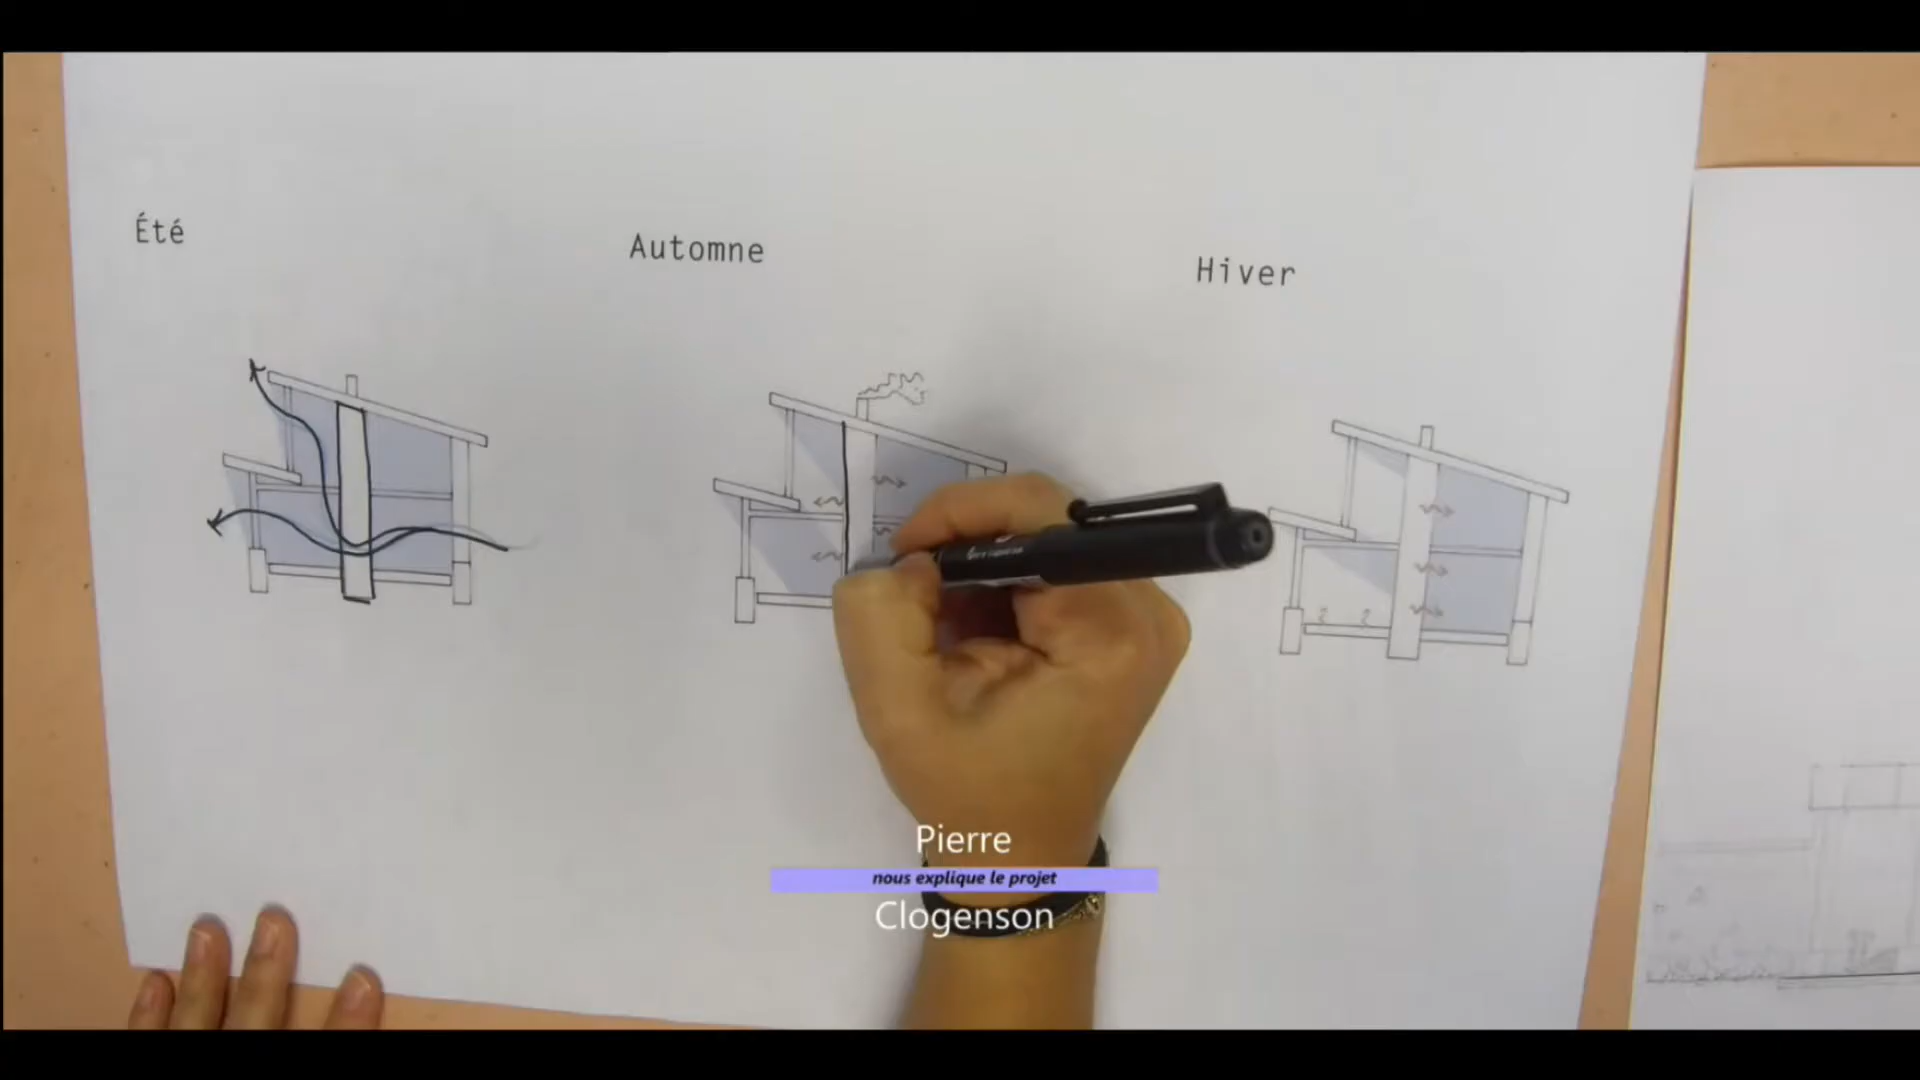 Été
Automne
Hiver
Pierre
nous explique le projet
Clogenson